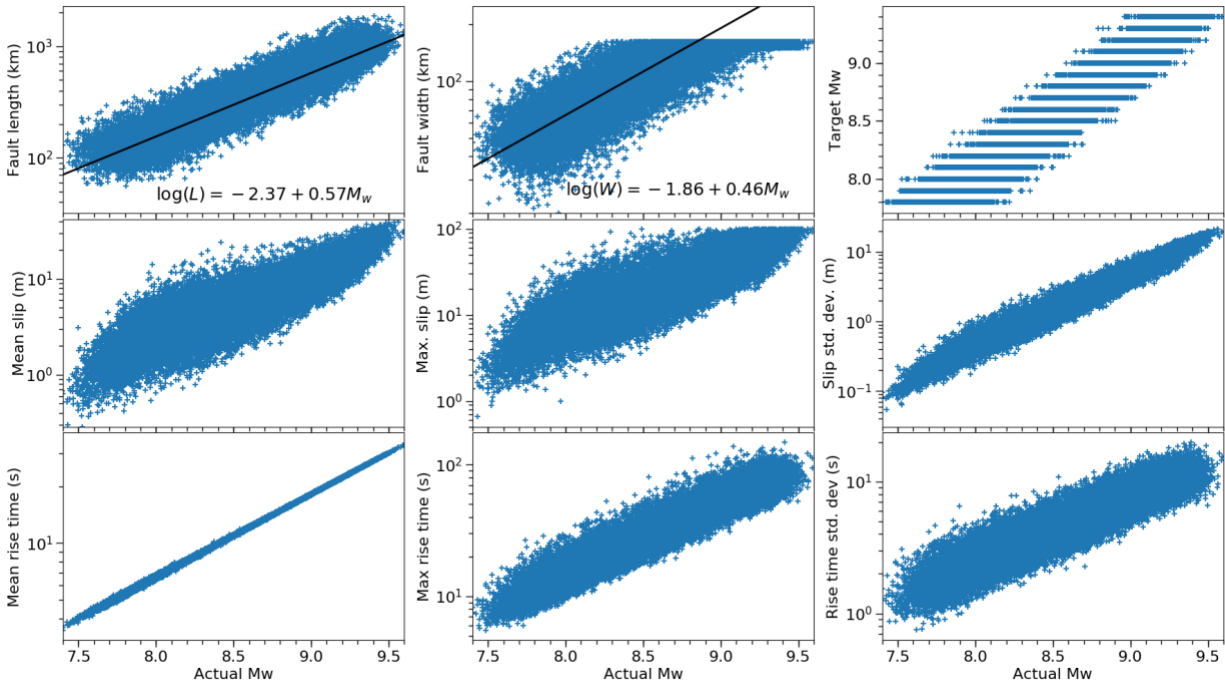 Fault length (km)
10³
10²
log(L) = −2.37 + 0.57M_w
Fault width (km)
10²
log(W) = −1.86 + 0.46M_w
Target Mw
9.0
8.5
8.0
Mean slip (m)
10¹
10⁰
Max. slip (m)
10²
10¹
10⁰
Slip std. dev. (m)
10¹
10⁰
10⁻¹
Mean rise time (s)
10¹
7.5 8.0 8.5 9.0 9.5
Actual Mw
Max rise time (s)
10²
10¹
7.5 8.0 8.5 9.0 9.5
Actual Mw
Rise time std. dev (s)
10¹
10⁰
7.5 8.0 8.5 9.0 9.5
Actual Mw